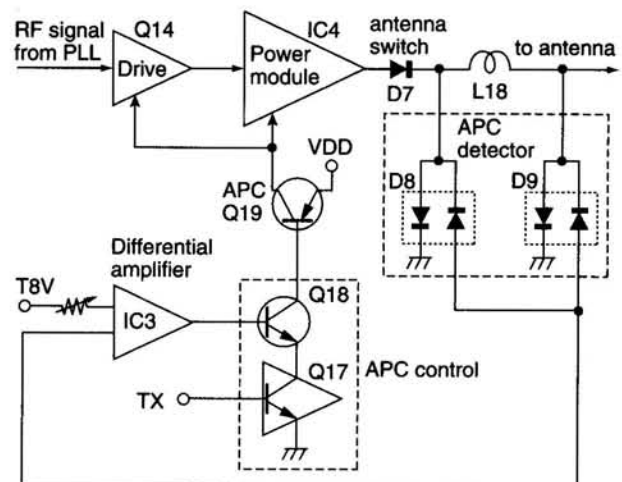 RF signal
from PLL
Q14
Drive
IC4
Power
module
antenna
switch
D7
to antenna
L18
APC
detector
D8
D9
VDD
APC
Q19
Differential
amplifier
T8V
IC3
Q18
Q17
APC control
TX